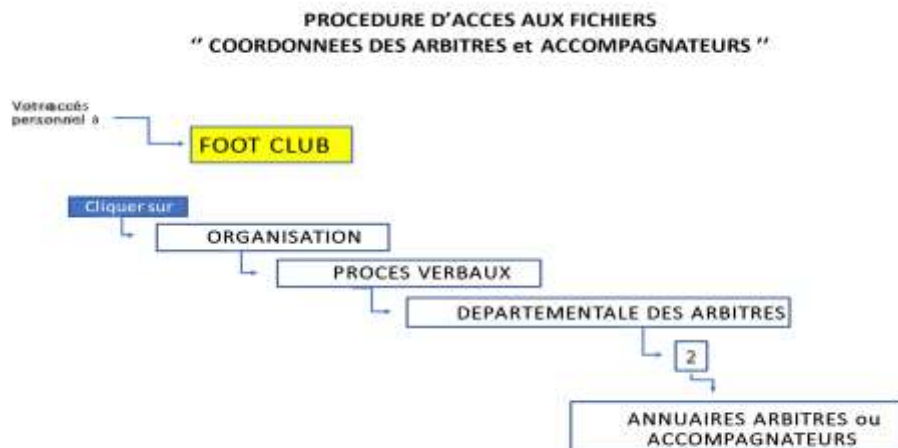 PROCEDURE D'ACCES AUX FICHIERS
“ COORDONNEES DES ARBITRES et ACCOMPAGNATEURS ”
Votre accés
personnel à
FOOT CLUB
Cliquer sur
ORGANISATION
PROCES VERBAUX
DEPARTEMENTALE DES ARBITRES
2
ANNUAIRES ARBITRES ou
ACCOMPAGNATEURS